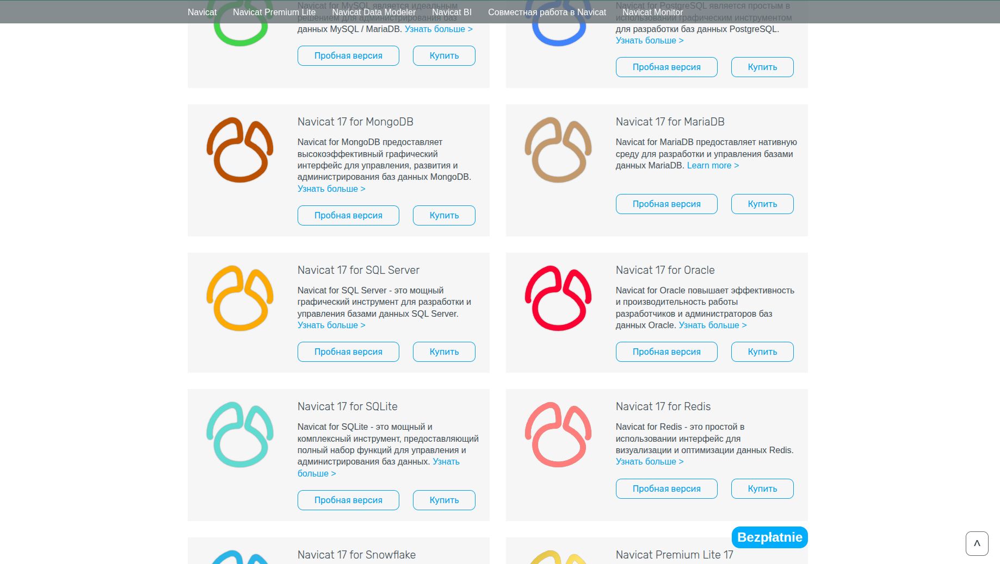 Navicat
Navicat Premium Lite
Navicat Data Modeler
Navicat BI
Совместная работа в Navicat
Navicat Monitor
Navicat for MySQL является идеальным
решением для администрирования баз
данных MySQL / MariaDB. Узнать больше >
Пробная версия
Купить
Navicat for PostgreSQL является простым в
использовании графическим инструментом
для разработки баз данных PostgreSQL.
Узнать больше >
Пробная версия
Купить
Navicat 17 for MongoDB
Navicat for MongoDB предоставляет
высокоэффективный графический
интерфейс для управления, развития и
администрирования баз данных MongoDB.
Узнать больше >
Пробная версия
Купить
Navicat 17 for MariaDB
Navicat for MariaDB предоставляет нативную
среду для разработки и управления базами
данных MariaDB. Learn more >
Пробная версия
Купить
Navicat 17 for SQL Server
Navicat for SQL Server - это мощный
графический инструмент для разработки и
управления базами данных SQL Server.
Узнать больше >
Пробная версия
Купить
Navicat 17 for Oracle
Navicat for Oracle повышает эффективность
и производительность работы
разработчиков и администраторов баз
данных Oracle. Узнать больше >
Пробная версия
Купить
Navicat 17 for SQLite
Navicat for SQLite - это мощный и
комплексный инструмент, предоставляющий
полный набор функций для управления и
администрирования баз данных. Узнать
больше >
Пробная версия
Купить
Navicat 17 for Redis
Navicat for Redis - это простой в
использовании интерфейс для
визуализации и оптимизации данных Redis.
Узнать больше >
Пробная версия
Купить
Navicat 17 for Snowflake
Bezpłatnie
Navicat Premium Lite 17